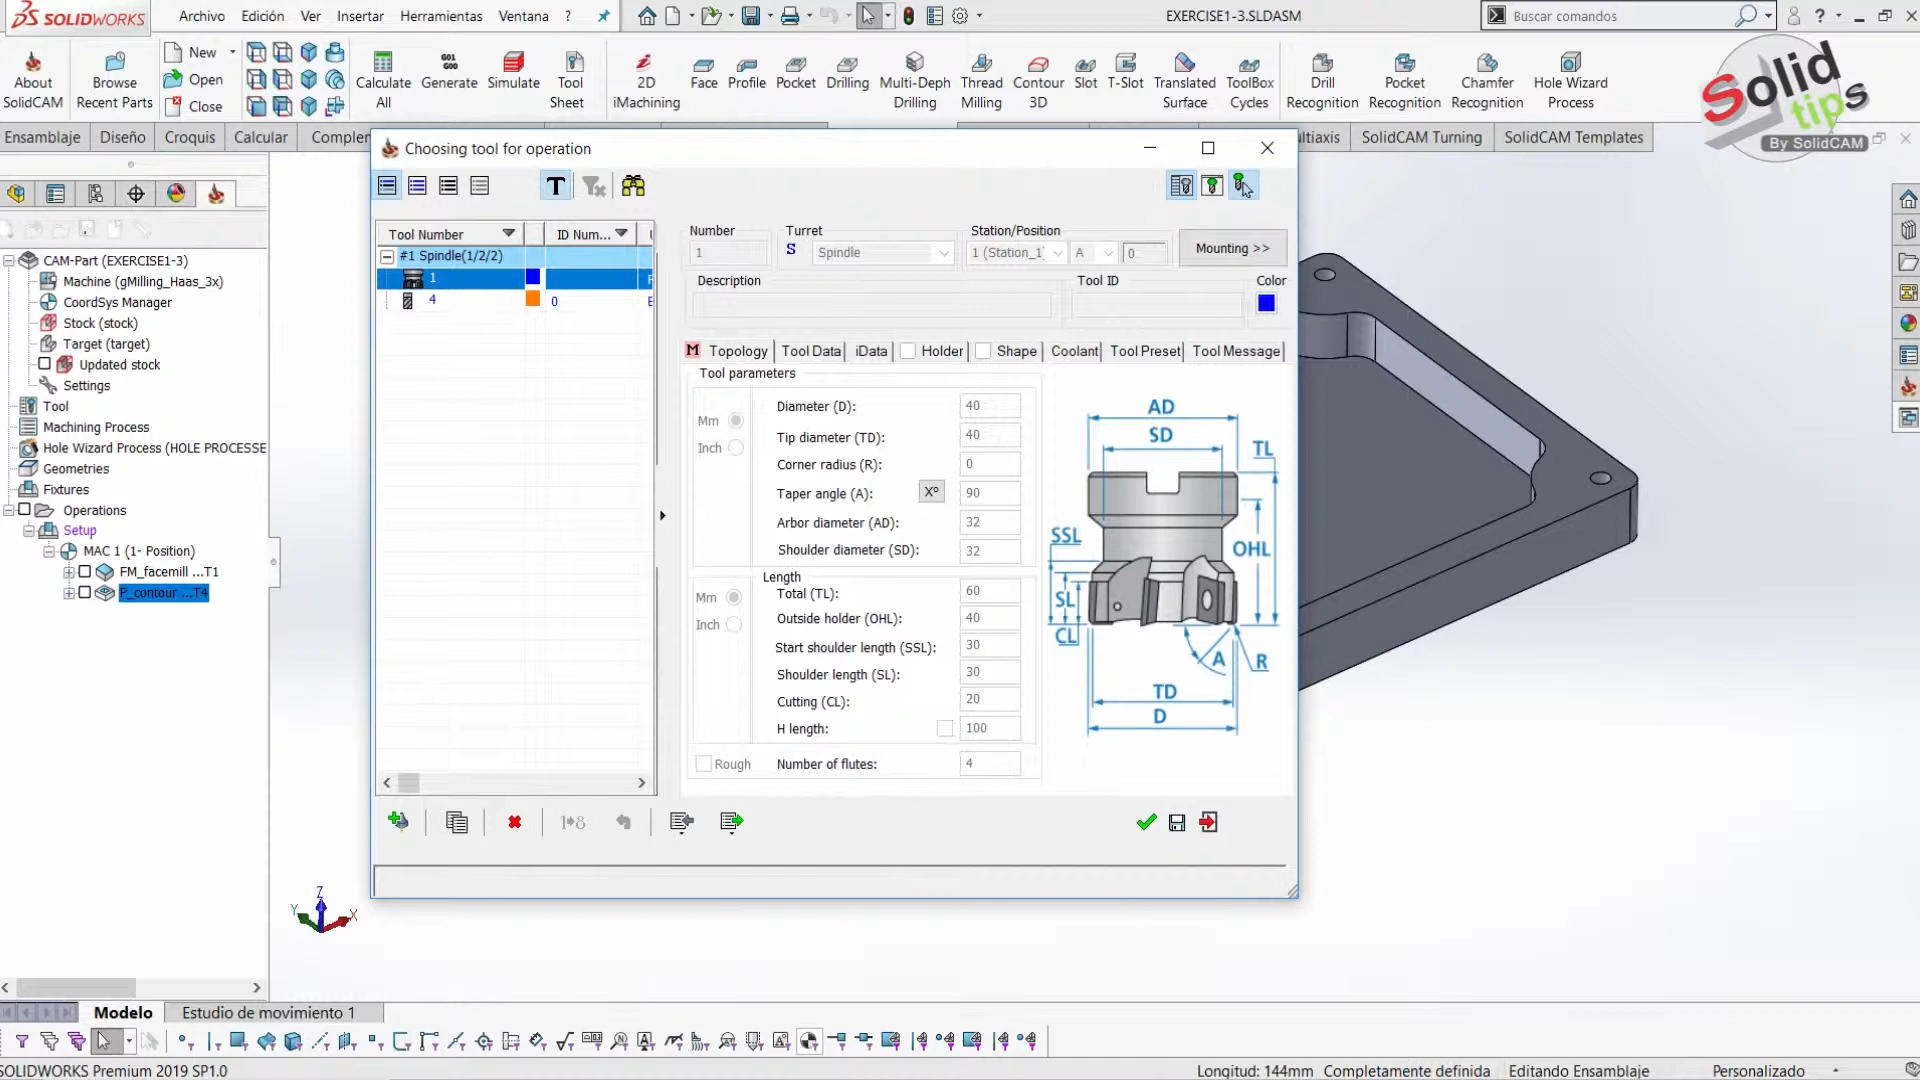 SOLIDWORKS Archivo Edición Ver Insertar Herramientas Ventana ? EXERCISE1-3.SLDASM Buscar comandos ?
About SolidCAM
Browse Recent Parts
New
Open
Close
Calculate All
G01 G00
Generate
Simulate
Tool Sheet
2D iMachining
Face
Profile
Pocket
Drilling
Multi-Deph Drilling
Thread Milling
Contour 3D
Slot
T-Slot
Translated Surface
ToolBox Cycles
Drill Recognition
Pocket Recognition
Chamfer Recognition
Hole Wizard Process
Solid tips
By SolidCAM
Ensamblaje Diseño Croquis Calcular Complem ultiaxis SolidCAM Turning SolidCAM Templates
CAM-Part (EXERCISE1-3)
Machine (gMilling_Haas_3x)
CoordSys Manager
Stock (stock)
Target (target)
Updated stock
Settings
Tool
Machining Process
Hole Wizard Process (HOLE PROCESSE
Geometries
Fixtures
Operations
Setup
MAC 1 (1- Position)
FM_facemill ...T1
P_contour ...T4
Choosing tool for operation
T
Tool Number ID Num...
#1 Spindle(1/2/2)
1
4 0 E
Number Turret Station/Position
1 S Spindle 1 (Station_1) A 0 Mounting >>
Description Tool ID Color
M Topology Tool Data iData Holder Shape Coolant Tool Preset Tool Message
Tool parameters
Mm
Inch
Diameter (D): 40
Tip diameter (TD): 40
Corner radius (R): 0
Taper angle (A): Xº 90
Arbor diameter (AD): 32
Shoulder diameter (SD): 32
Length
Mm
Inch
Total (TL): 60
Outside holder (OHL): 40
Start shoulder length (SSL): 30
Shoulder length (SL): 30
Cutting (CL): 20
H length: 100
Rough Number of flutes: 4
AD
SD
TL
SSL
OHL
SL
CL
A
R
TD
D
Z
Y
X
Modelo Estudio de movimiento 1
SOLIDWORKS Premium 2019 SP1.0 Longitud: 144mm Completamente definida Editando Ensamblaje Personalizado